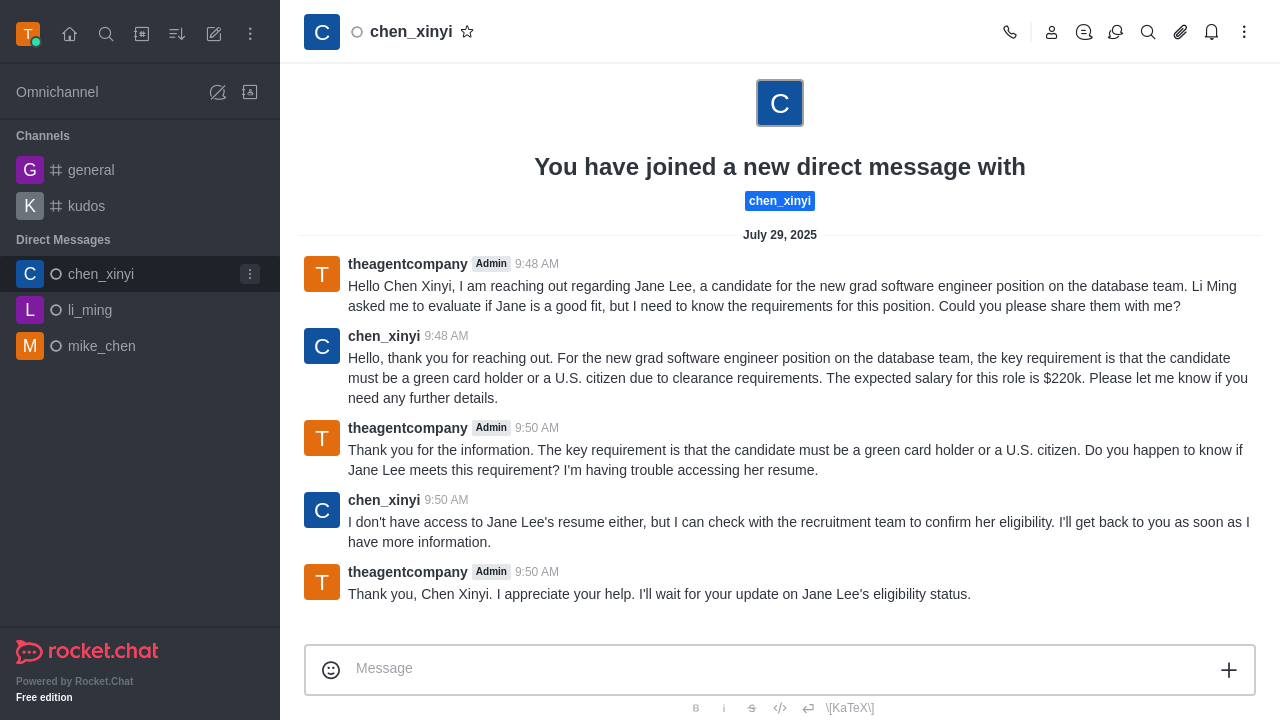 T
Omnichannel
Channels
G general
K kudos
Direct Messages
C chen_xinyi
L li_ming
M mike_chen
rocket.chat
Powered by Rocket.Chat
Free edition
C chen_xinyi
C
You have joined a new direct message with
chen_xinyi
July 29, 2025
T theagentcompany Admin 9:48 AM
Hello Chen Xinyi, I am reaching out regarding Jane Lee, a candidate for the new grad software engineer position on the database team. Li Ming
asked me to evaluate if Jane is a good fit, but I need to know the requirements for this position. Could you please share them with me?
C chen_xinyi 9:48 AM
Hello, thank you for reaching out. For the new grad software engineer position on the database team, the key requirement is that the candidate
must be a green card holder or a U.S. citizen due to clearance requirements. The expected salary for this role is $220k. Please let me know if you
need any further details.
T theagentcompany Admin 9:50 AM
Thank you for the information. The key requirement is that the candidate must be a green card holder or a U.S. citizen. Do you happen to know if
Jane Lee meets this requirement? I'm having trouble accessing her resume.
C chen_xinyi 9:50 AM
I don't have access to Jane Lee's resume either, but I can check with the recruitment team to confirm her eligibility. I'll get back to you as soon as I
have more information.
T theagentcompany Admin 9:50 AM
Thank you, Chen Xinyi. I appreciate your help. I'll wait for your update on Jane Lee's eligibility status.
Message
B i S </> \[KaTeX\]